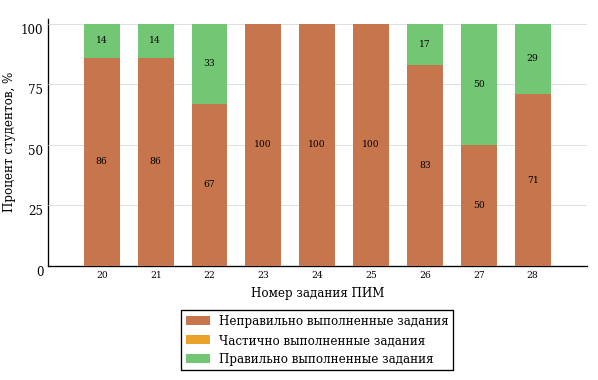 Процент студентов, %
100
75
50
25
0
14 14 33 17 50 29
86 86 67 100 100 100 83 50 71
20 21 22 23 24 25 26 27 28
Номер задания ПИМ
Неправильно выполненные задания
Частично выполненные задания
Правильно выполненные задания